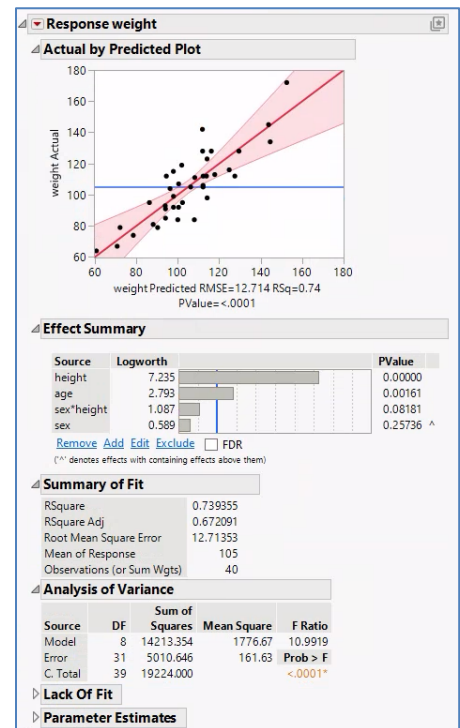 Response weight
Actual by Predicted Plot
180
160
140
120
100
80
60
weight Actual
60 80 100 120 140 160 180
weight Predicted RMSE=12.714 RSq=0.74
PValue=<.0001
Effect Summary
Source Logworth PValue
height 7.235 0.00000
age 2.793 0.00161
sex*height 1.087 0.08181
sex 0.589 0.25736 ^
Remove Add Edit Exclude FDR
('^' denotes effects with containing effects above them)
Summary of Fit
RSquare 0.739355
RSquare Adj 0.672091
Root Mean Square Error 12.71353
Mean of Response 105
Observations (or Sum Wgts) 40
Analysis of Variance
Sum of
Source DF Squares Mean Square F Ratio
Model 8 14213.354 1776.67 10.9919
Error 31 5010.646 161.63 Prob > F
C. Total 39 19224.000 <.0001*
Lack Of Fit
Parameter Estimates